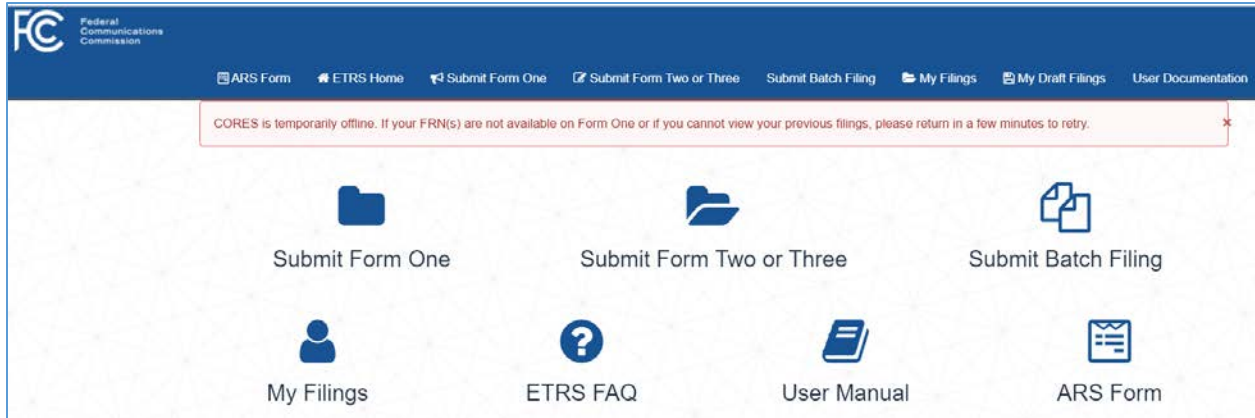 FCC
Federal
Communications
Commission
ARS Form ETRS Home Submit Form One Submit Form Two or Three Submit Batch Filing My Filings My Draft Filings User Documentation
CORES is temporarily offline. If your FRN(s) are not available on Form One or if you cannot view your previous filings, please return in a few minutes to retry. ×
Submit Form One Submit Form Two or Three Submit Batch Filing
My Filings ETRS FAQ User Manual ARS Form